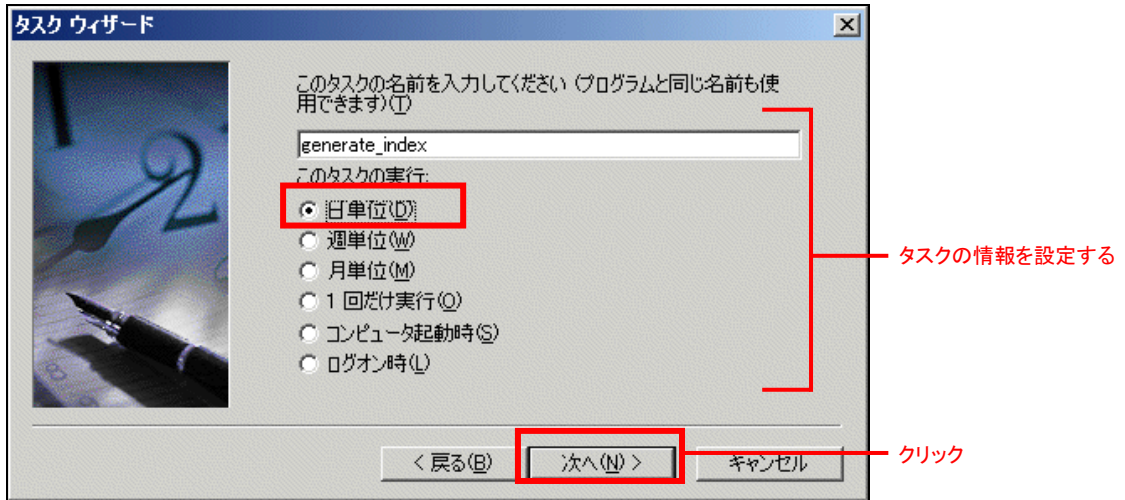 タスク ウィザード
このタスクの名前を入力してください (プログラムと同じ名前も使
用できます)(T)
generate_index
このタスクの実行:
日単位(D)
週単位(W)
月単位(M)
1 回だけ実行(O)
コンピュータ起動時(S)
ログオン時(L)
タスクの情報を設定する
< 戻る(B)
次へ(N) >
キャンセル
クリック